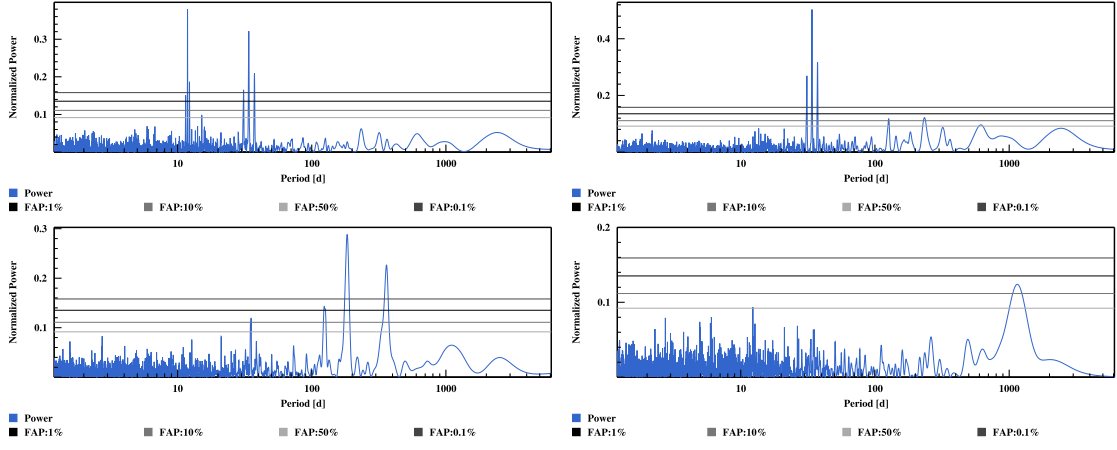 Normalized Power
0.3
0.2
0.1
10
100
1000
Period [d]
Power
FAP:1%
FAP:10%
FAP:50%
FAP:0.1%
Normalized Power
0.4
0.2
10
100
1000
Period [d]
Power
FAP:1%
FAP:10%
FAP:50%
FAP:0.1%
Normalized Power
0.3
0.2
0.1
10
100
1000
Period [d]
Power
FAP:1%
FAP:10%
FAP:50%
FAP:0.1%
Normalized Power
0.2
0.1
10
100
1000
Period [d]
Power
FAP:1%
FAP:10%
FAP:50%
FAP:0.1%